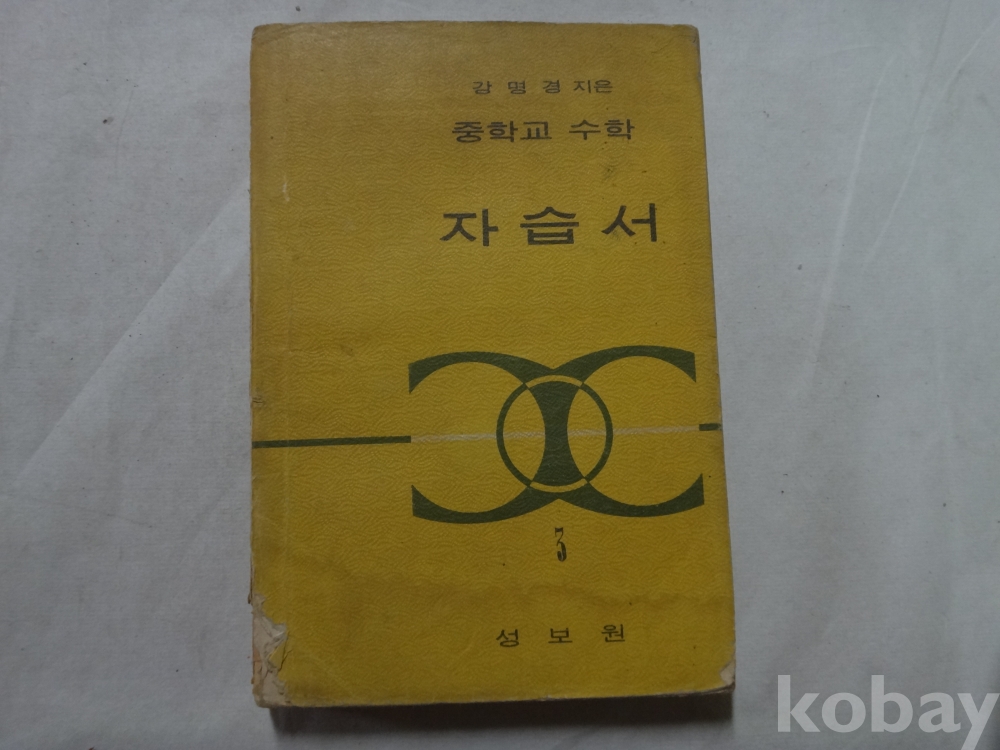 강명경 지은
중학교 수학
자습서
3
성보원
kobay